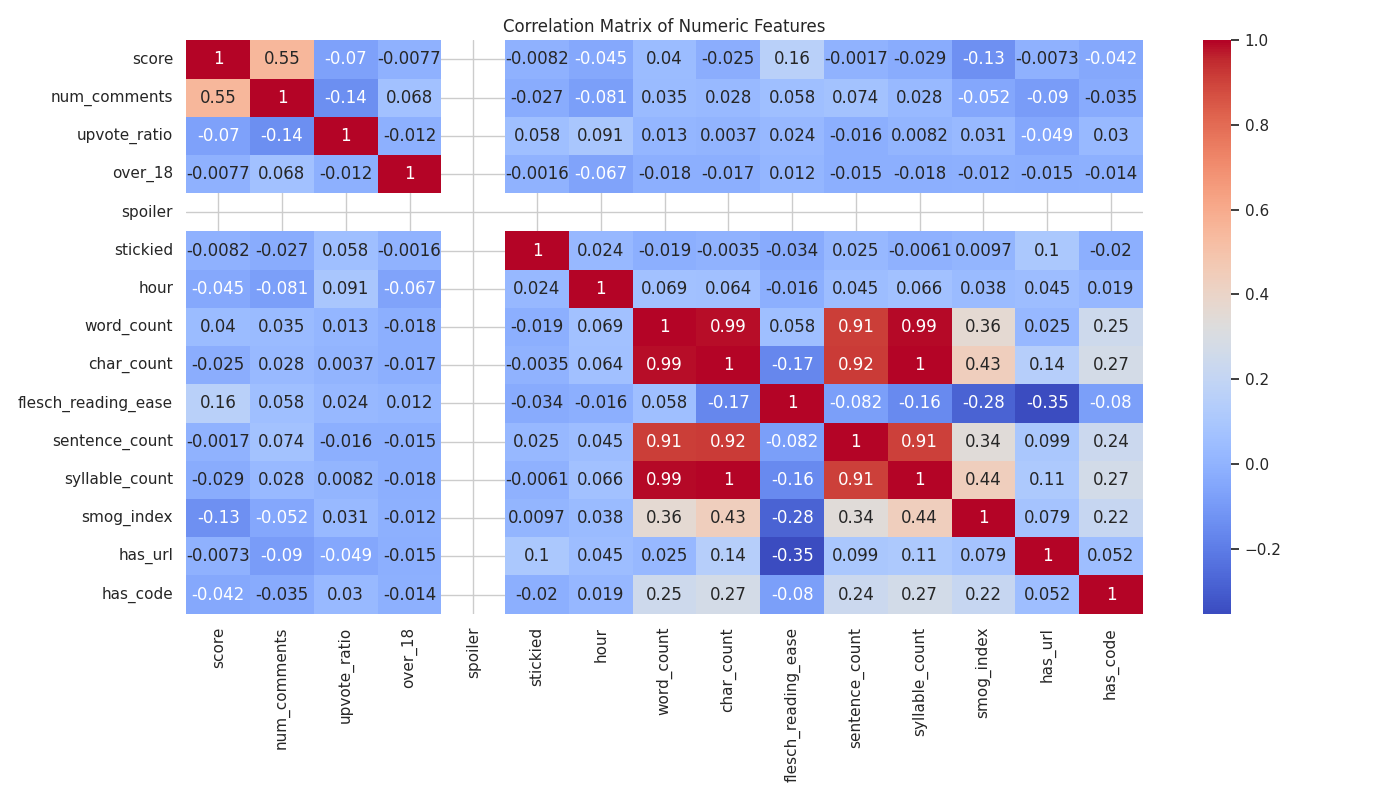 Correlation Matrix of Numeric Features
score 1 0.55 -0.07 -0.0077 -0.0082 -0.045 0.04 -0.025 0.16 -0.0017 -0.029 -0.13 -0.0073 -0.042
num_comments 0.55 1 -0.14 0.068 -0.027 -0.081 0.035 0.028 0.058 0.074 0.028 -0.052 -0.09 -0.035
upvote_ratio -0.07 -0.14 1 -0.012 0.058 0.091 0.013 0.0037 0.024 -0.016 0.0082 0.031 -0.049 0.03
over_18 -0.0077 0.068 -0.012 1 -0.0016 -0.067 -0.018 -0.017 0.012 -0.015 -0.018 -0.012 -0.015 -0.014
spoiler
stickied -0.0082 -0.027 0.058 -0.0016 1 0.024 -0.019 -0.0035 -0.034 0.025 -0.0061 0.0097 0.1 -0.02
hour -0.045 -0.081 0.091 -0.067 0.024 1 0.069 0.064 -0.016 0.045 0.066 0.038 0.045 0.019
word_count 0.04 0.035 0.013 -0.018 -0.019 0.069 1 0.99 0.058 0.91 0.99 0.36 0.025 0.25
char_count -0.025 0.028 0.0037 -0.017 -0.0035 0.064 0.99 1 -0.17 0.92 1 0.43 0.14 0.27
flesch_reading_ease 0.16 0.058 0.024 0.012 -0.034 -0.016 0.058 -0.17 1 -0.082 -0.16 -0.28 -0.35 -0.08
sentence_count -0.0017 0.074 -0.016 -0.015 0.025 0.045 0.91 0.92 -0.082 1 0.91 0.34 0.099 0.24
syllable_count -0.029 0.028 0.0082 -0.018 -0.0061 0.066 0.99 1 -0.16 0.91 1 0.44 0.11 0.27
smog_index -0.13 -0.052 0.031 -0.012 0.0097 0.038 0.36 0.43 -0.28 0.34 0.44 1 0.079 0.22
has_url -0.0073 -0.09 -0.049 -0.015 0.1 0.045 0.025 0.14 -0.35 0.099 0.11 0.079 1 0.052
has_code -0.042 -0.035 0.03 -0.014 -0.02 0.019 0.25 0.27 -0.08 0.24 0.27 0.22 0.052 1
score
num_comments
upvote_ratio
over_18
spoiler
stickied
hour
word_count
char_count
flesch_reading_ease
sentence_count
syllable_count
smog_index
has_url
has_code
1.0
0.8
0.6
0.4
0.2
0.0
−0.2